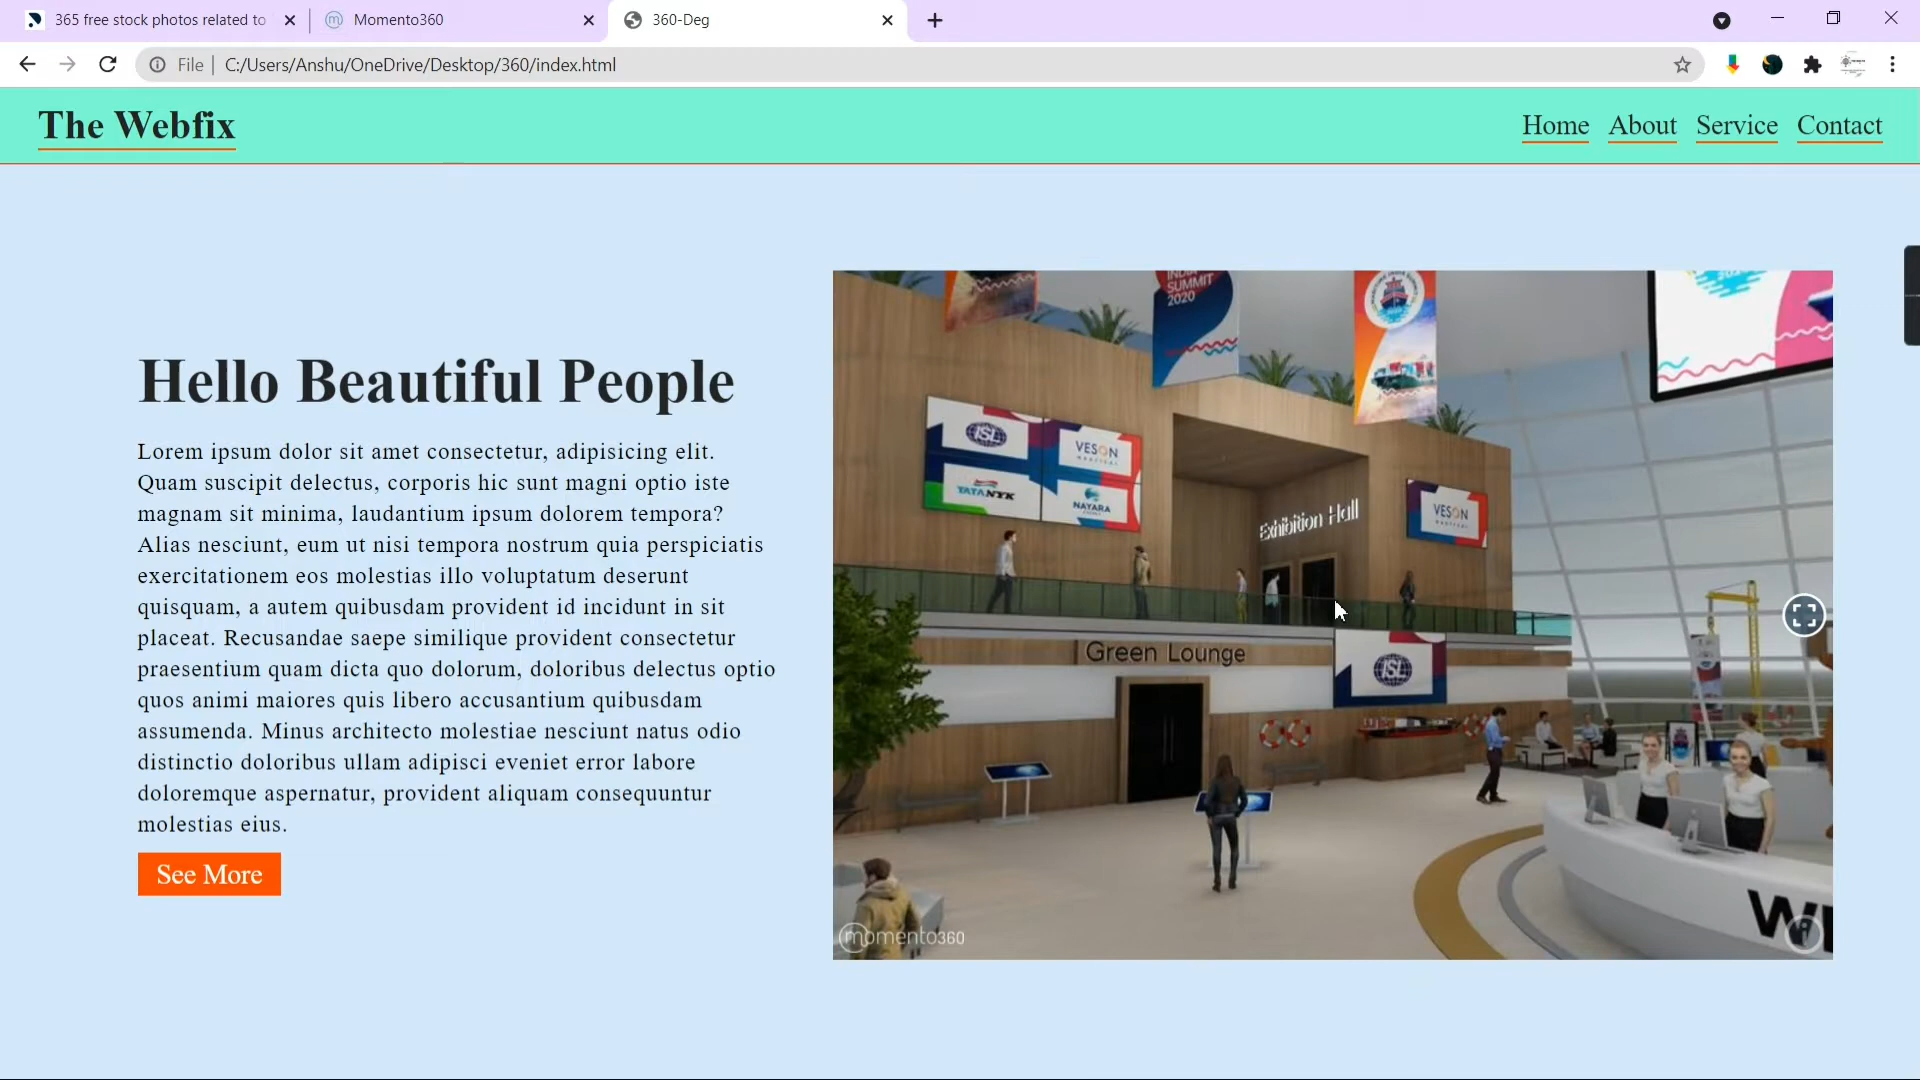 365 free stock photos related to
Momento360
360-Deg
File
C:/Users/Anshu/OneDrive/Desktop/360/index.html
The Webfix
Home About Service Contact
Hello Beautiful People
Lorem ipsum dolor sit amet consectetur, adipisicing elit.
Quam suscipit delectus, corporis hic sunt magni optio iste
magnam sit minima, laudantium ipsum dolorem tempora?
Alias nesciunt, eum ut nisi tempora nostrum quia perspiciatis
exercitationem eos molestias illo voluptatum deserunt
quisquam, a autem quibusdam provident id incidunt in sit
placeat. Recusandae saepe similique provident consectetur
praesentium quam dicta quo dolorum, doloribus delectus optio
quos animi maiores quis libero accusantium quibusdam
assumenda. Minus architecto molestiae nesciunt natus odio
distinctio doloribus ullam adipisci eveniet error labore
doloremque aspernatur, provident aliquam consequuntur
molestias eius.
See More
INDIA
SUMMIT
2020
ISL
VESON
NAUTICAL
TATA NYK
NAYARA
VESON
NAUTICAL
Exhibition Hall
Green Lounge
ISL
momento360